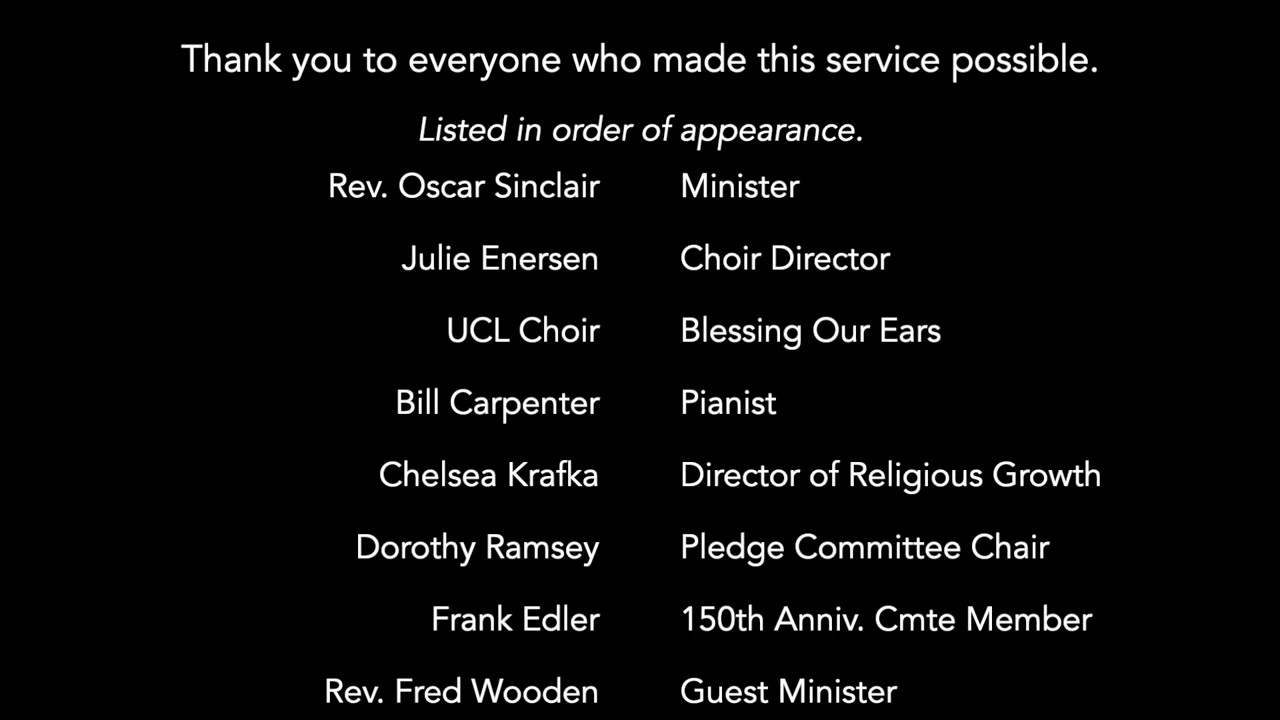 Thank you to everyone who made this service possible.
Listed in order of appearance.
Rev. Oscar Sinclair Minister
Julie Enersen Choir Director
UCL Choir Blessing Our Ears
Bill Carpenter Pianist
Chelsea Krafka Director of Religious Growth
Dorothy Ramsey Pledge Committee Chair
Frank Edler 150th Anniv. Cmte Member
Rev. Fred Wooden Guest Minister